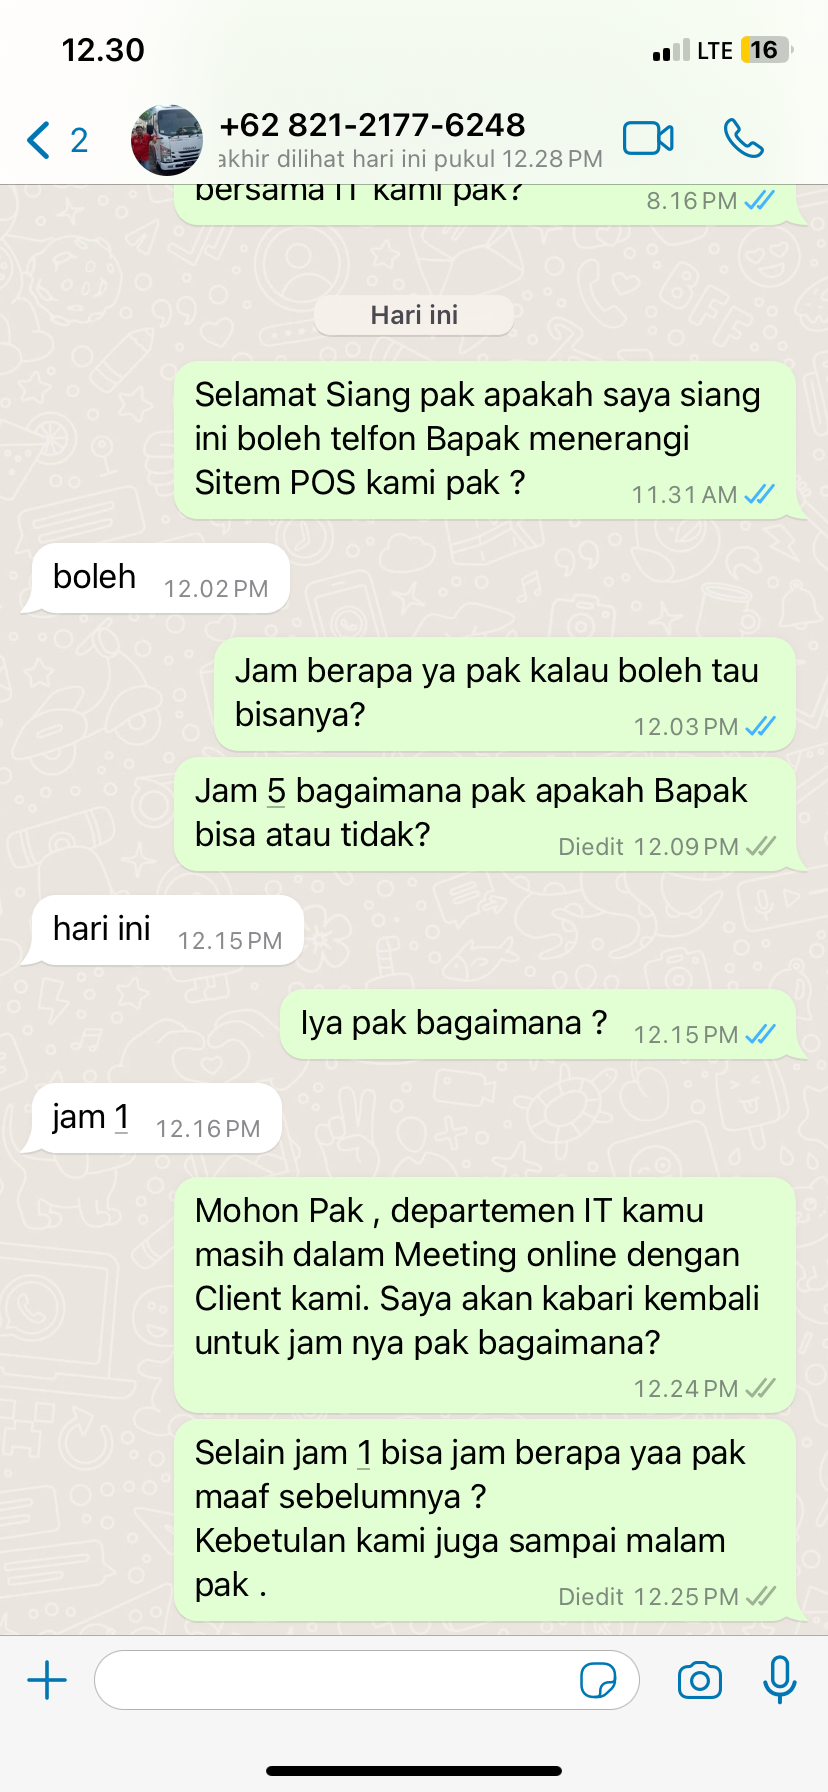 12.30
LTE 16
2
+62 821-2177-6248
akhir dilihat hari ini pukul 12.28 PM
bersama IT kami pak?
8.16 PM
Hari ini
Selamat Siang pak apakah saya siang
ini boleh telfon Bapak menerangi
Sitem POS kami pak ?
11.31 AM
boleh
12.02 PM
Jam berapa ya pak kalau boleh tau
bisanya?
12.03 PM
Jam 5 bagaimana pak apakah Bapak
bisa atau tidak?
Diedit 12.09 PM
hari ini
12.15 PM
Iya pak bagaimana ?
12.15 PM
jam 1
12.16 PM
Mohon Pak , departemen IT kamu
masih dalam Meeting online dengan
Client kami. Saya akan kabari kembali
untuk jam nya pak bagaimana?
12.24 PM
Selain jam 1 bisa jam berapa yaa pak
maaf sebelumnya ?
Kebetulan kami juga sampai malam
pak .
Diedit 12.25 PM